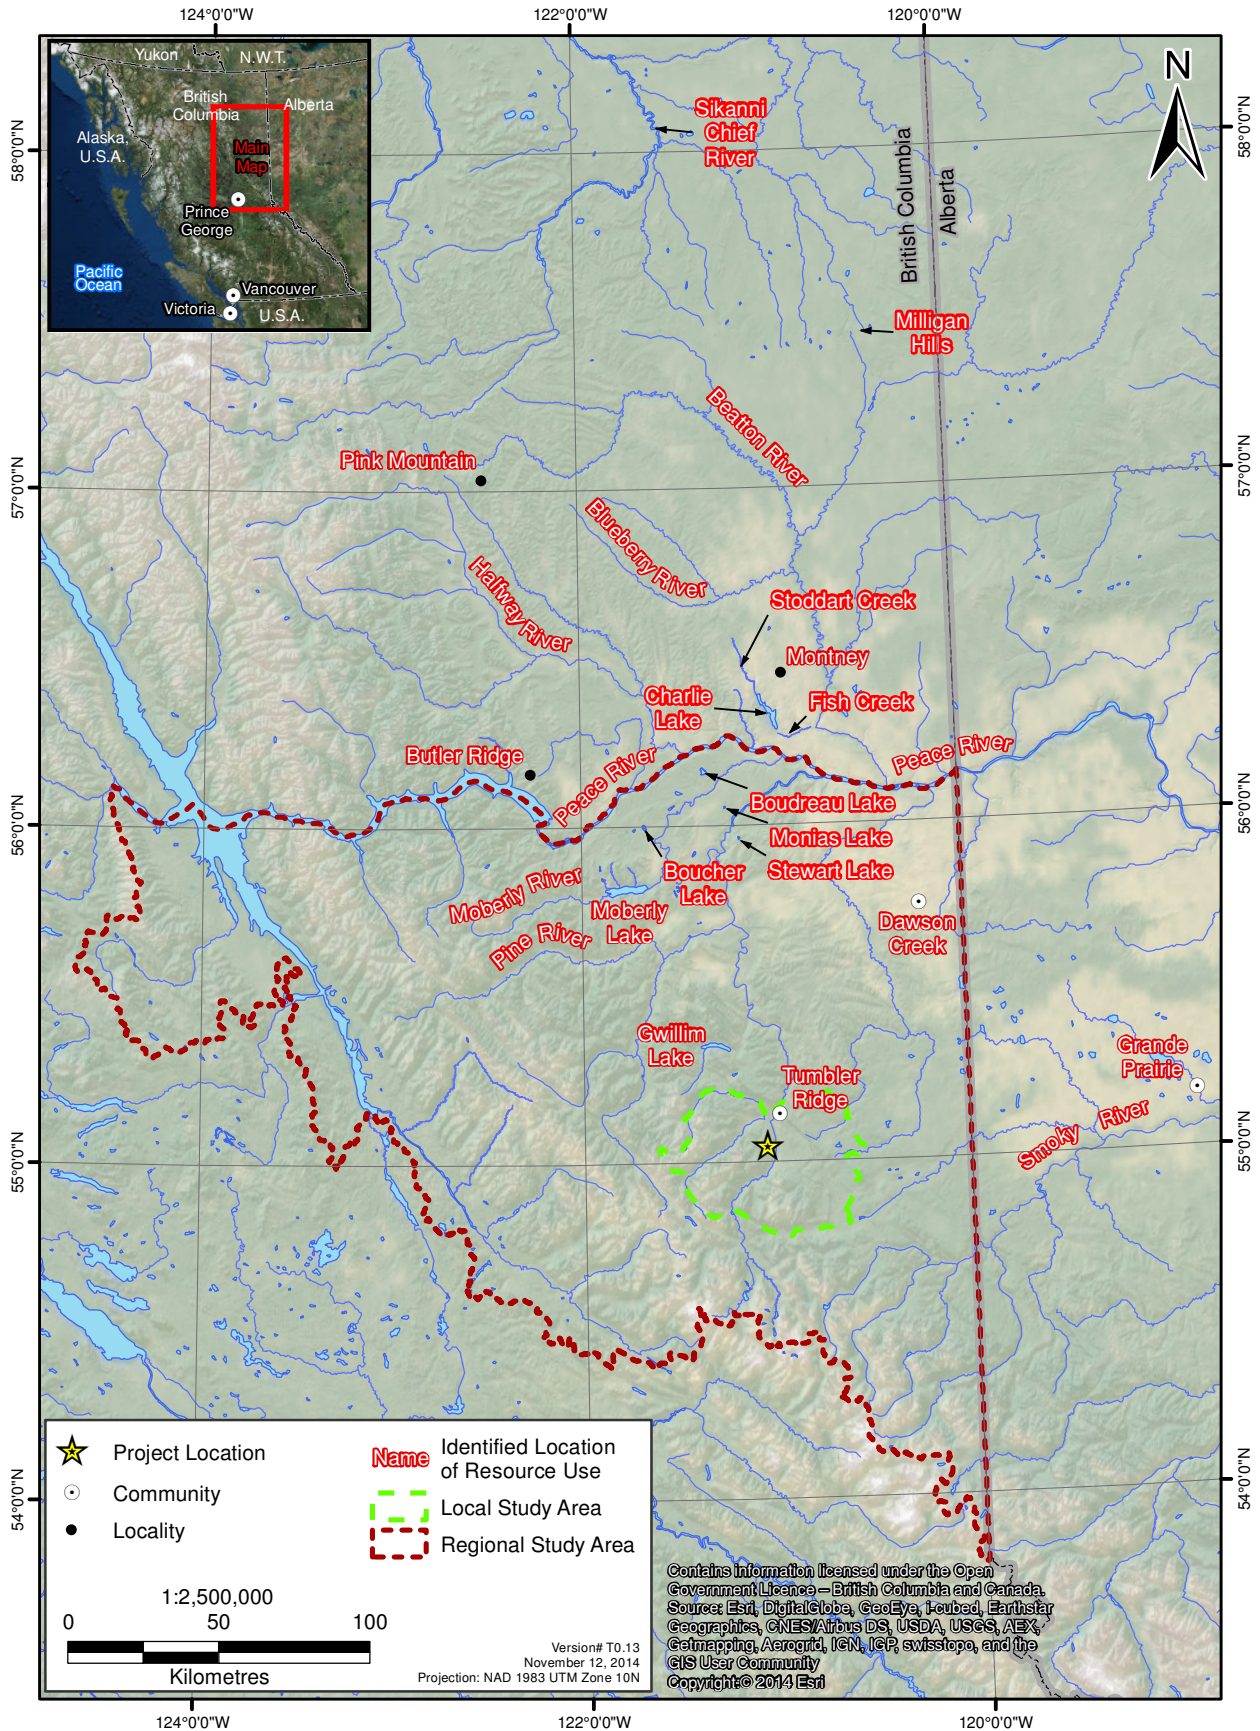 124°0'0"W
122°0'0"W
120°0'0"W
Yukon
N.W.T.
British
Columbia
Alberta
Alaska,
U.S.A.
Main
Map
Prince
George
Pacific
Ocean
Vancouver
Victoria
U.S.A.
N
58°0'0"N
58°0'0"N
Sikanni
Chief
River
British Columbia
Alberta
Milligan
Hills
Beatton River
Pink Mountain
57°0'0"N
57°0'0"N
Blueberry River
Halfway River
Stoddart Creek
Montney
Charlie
Lake
Fish Creek
Butler Ridge
Peace River
Peace River
Boudreau Lake
56°0'0"N
56°0'0"N
Monias Lake
Stewart Lake
Boucher
Lake
Moberly River
Moberly
Lake
Pine River
Dawson
Creek
Gwillim
Lake
Grande
Prairie
Tumbler
Ridge
Smoky River
55°0'0"N
55°0'0"N
54°0'0"N
54°0'0"N
Project Location
Community
Locality
Name
Identified Location
of Resource Use
Local Study Area
Regional Study Area
1:2,500,000
0 50 100
Kilometres
Version# T0.13
November 12, 2014
Projection: NAD 1983 UTM Zone 10N
Contains information licensed under the Open
Government Licence – British Columbia and Canada.
Source: Esri, DigitalGlobe, GeoEye, i-cubed, Earthstar
Geographics, CNES/Airbus DS, USDA, USGS, AEX,
Getmapping, Aerogrid, IGN, IGP, swisstopo, and the
GIS User Community
Copyright:© 2014 Esri
124°0'0"W
122°0'0"W
120°0'0"W